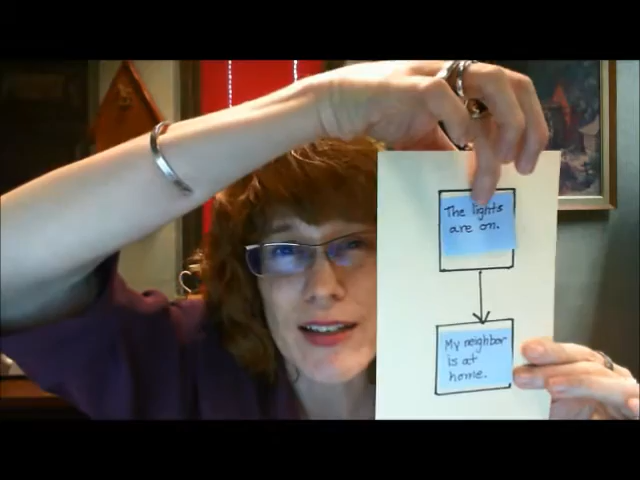 The lights
are on.
My neighbor
is at
home.